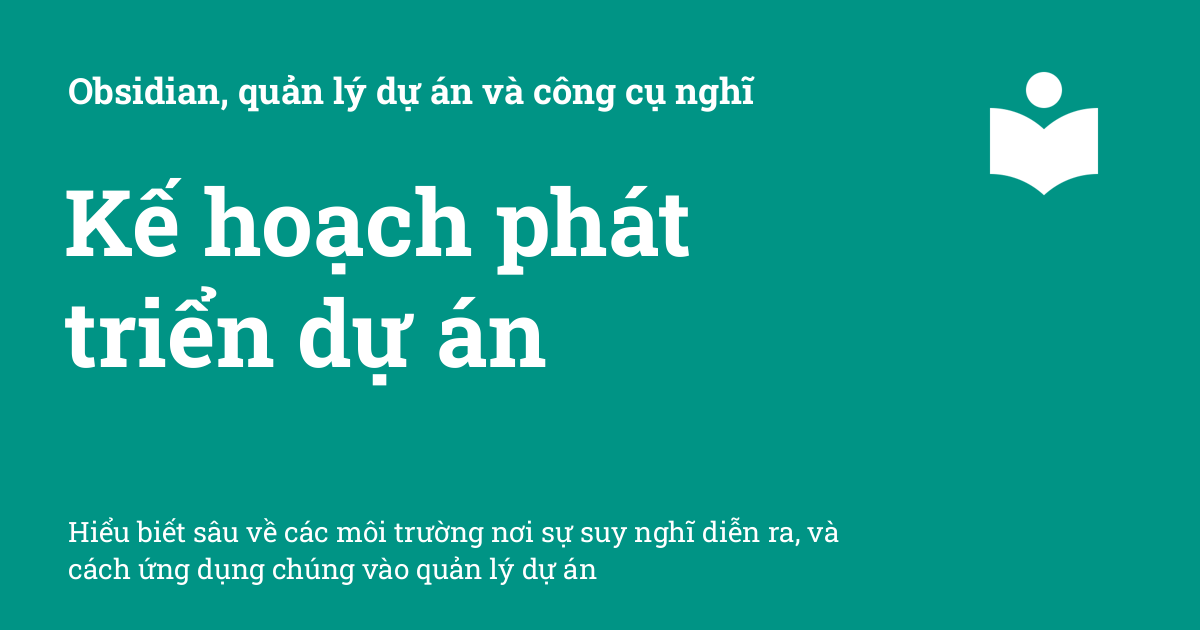 Obsidian, quản lý dự án và công cụ nghĩ
Kế hoạch phát
triển dự án
Hiểu biết sâu về các môi trường nơi sự suy nghĩ diễn ra, và
cách ứng dụng chúng vào quản lý dự án